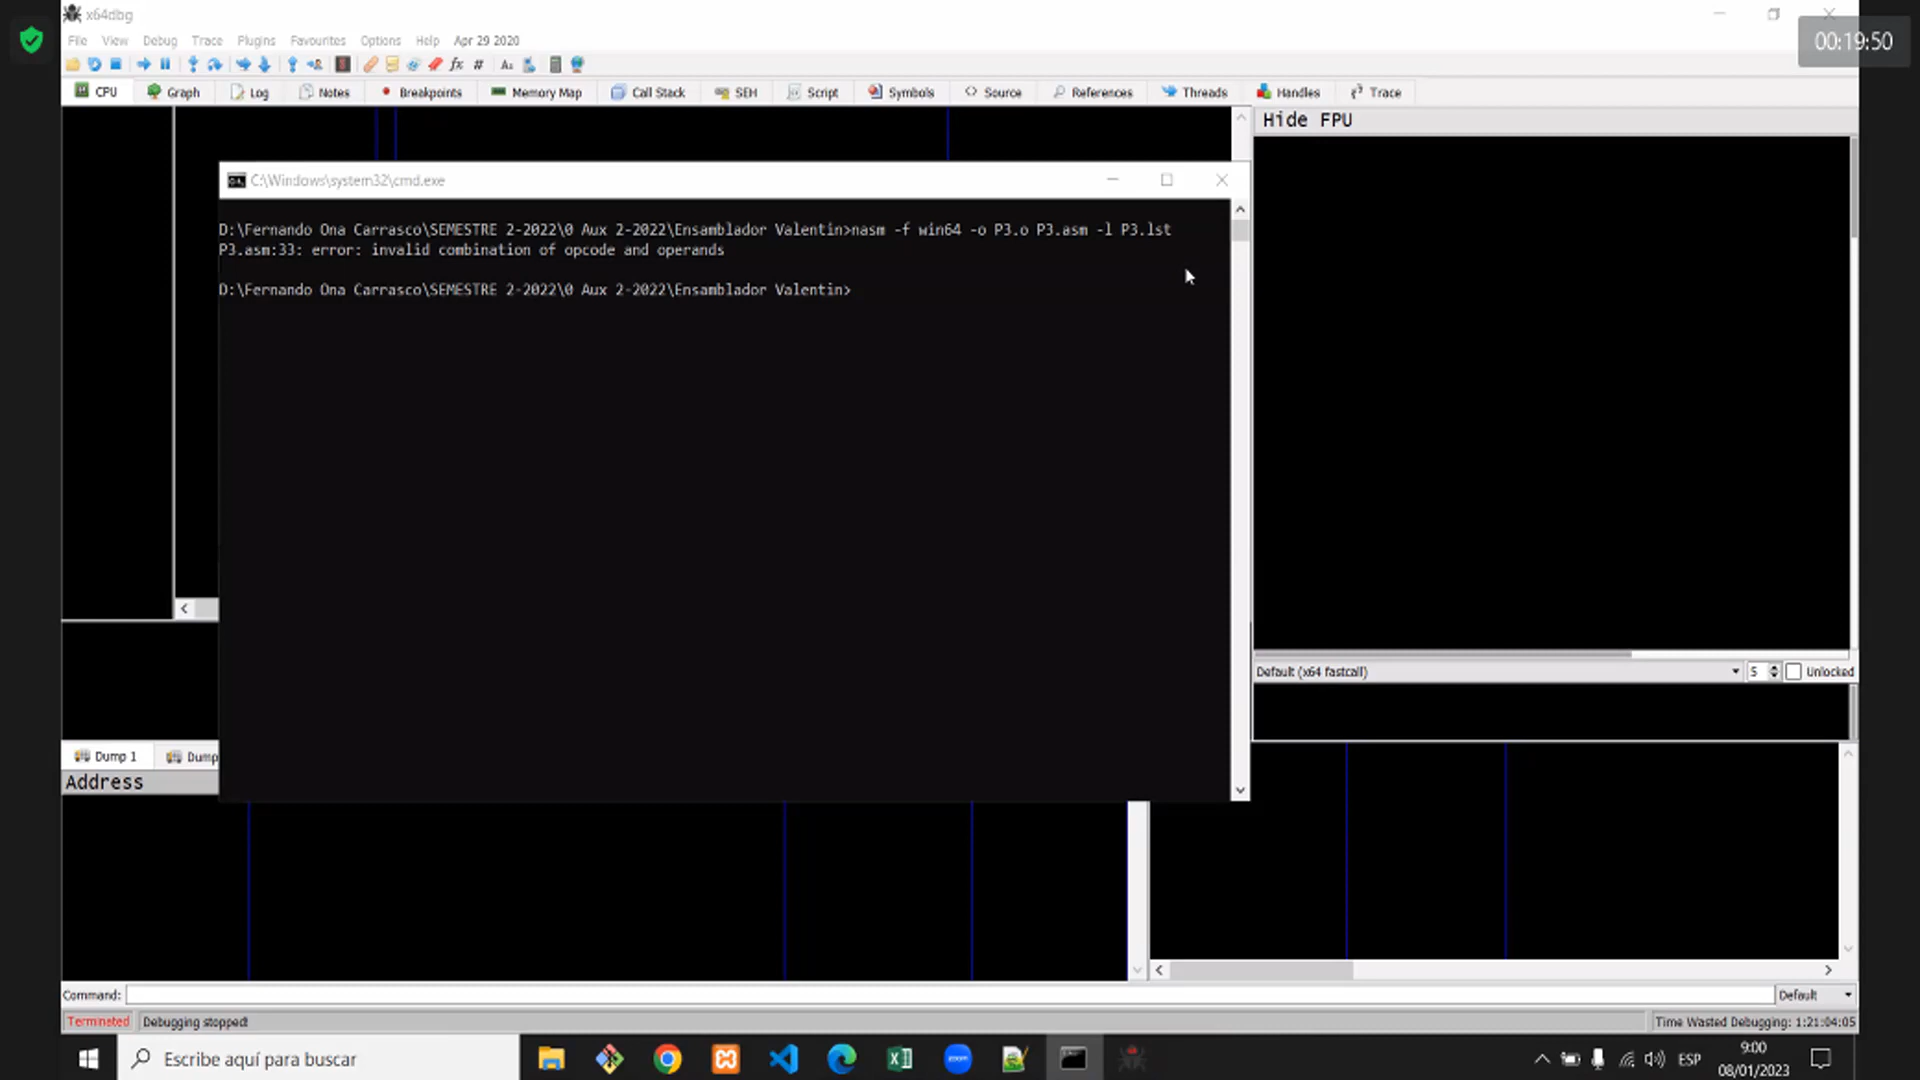 x64dbg
00:19:50
File View Debug Trace Plugins Favourites Options Help Apr 29 2020
CPU Graph Log Notes Breakpoints Memory Map Call Stack SEH Script Symbols Source References Threads Handles Trace
Hide FPU
C:\Windows\system32\cmd.exe
D:\Fernando Ona Carrasco\SEMESTRE 2-2022\0 Aux 2-2022\Ensamblador Valentin>nasm -f win64 -o P3.o P3.asm -l P3.lst
P3.asm:33: error: invalid combination of opcode and operands
D:\Fernando Ona Carrasco\SEMESTRE 2-2022\0 Aux 2-2022\Ensamblador Valentin>
Default (x64 fastcall) 5 Unlocked
Dump 1 Dump
Address
Command: Default
Terminated Debugging stopped! Time Wasted Debugging: 1:21:04:05
Escribe aquí para buscar
zoom
ESP
9:00
08/01/2023